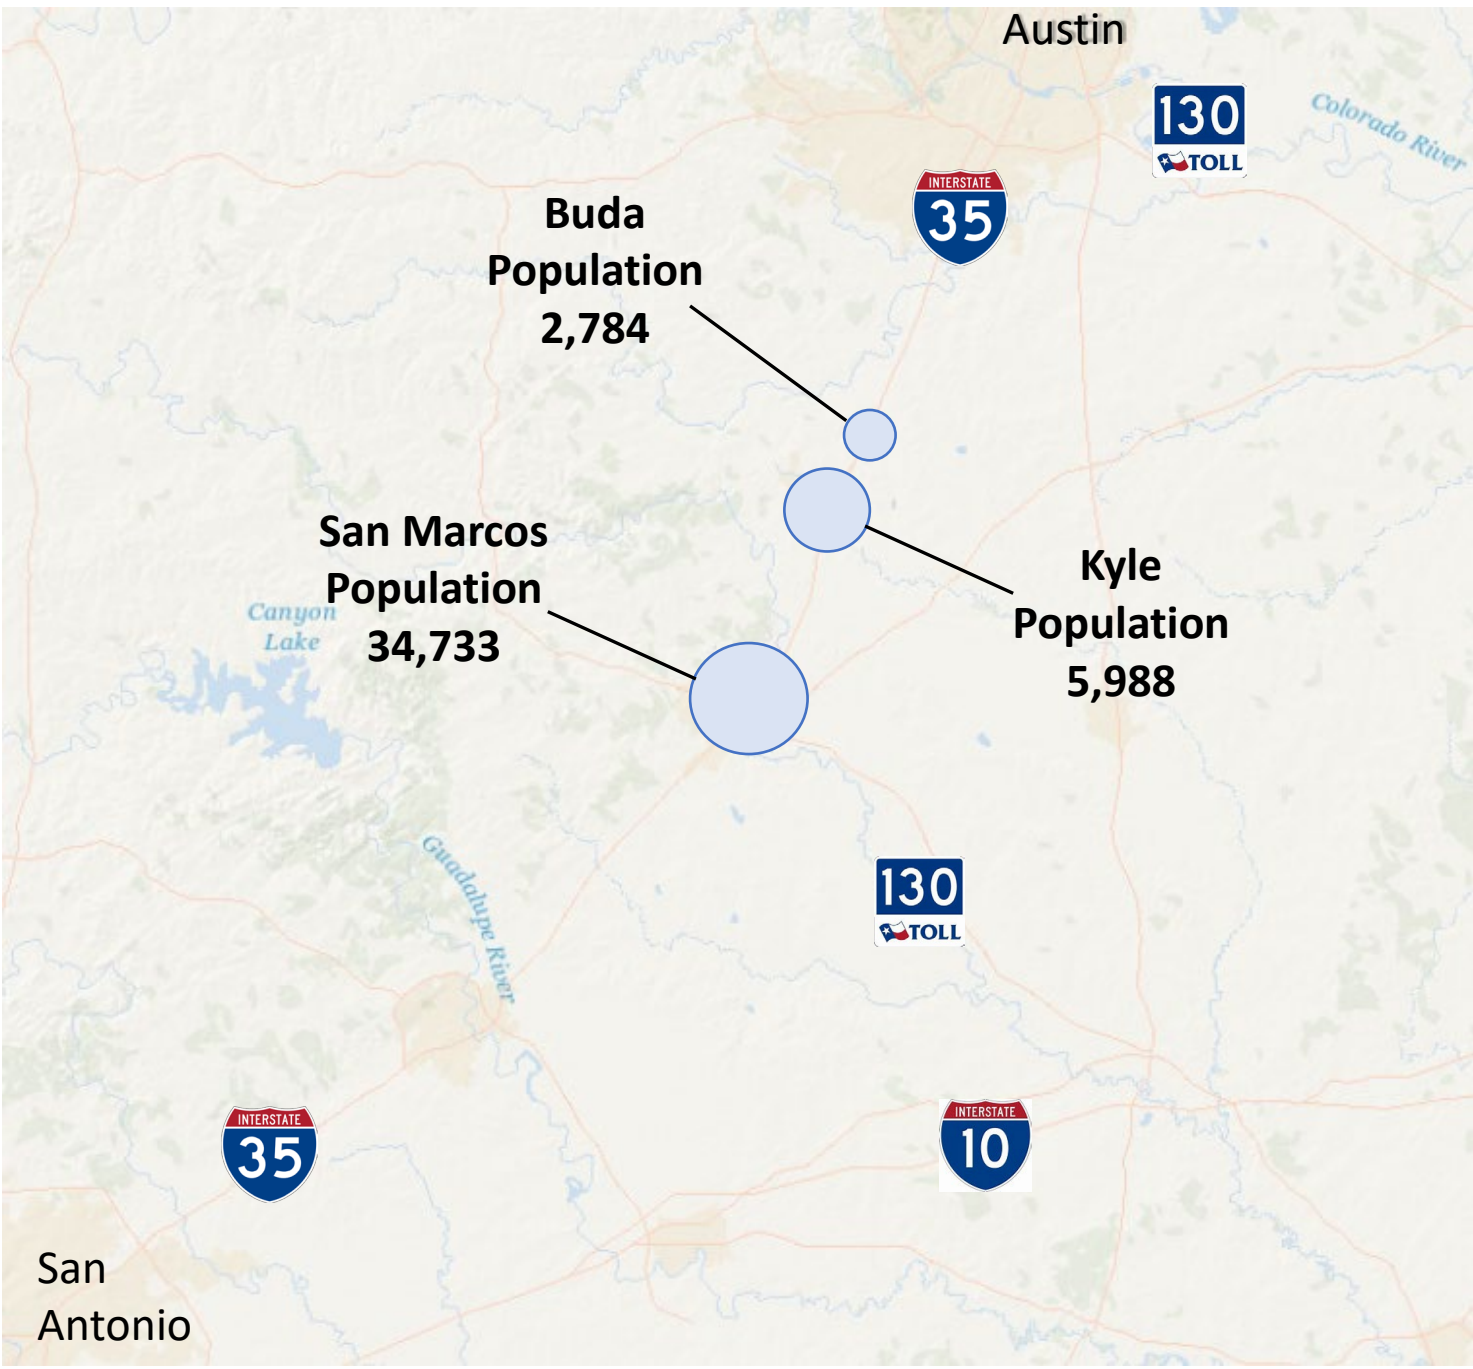 Austin
130
TOLL
Colorado River
INTERSTATE
35
Buda
Population
2,784
San Marcos
Population
34,733
Kyle
Population
5,988
Canyon
Lake
Guadalupe River
130
TOLL
INTERSTATE
35
INTERSTATE
10
San
Antonio